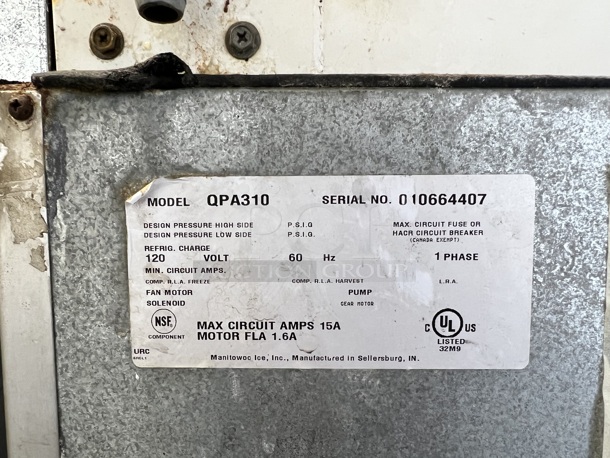 MODEL QPA310 SERIAL NO. 010664407
DESIGN PRESSURE HIGH SIDE P.S.I.G MAX. CIRCUIT FUSE OR
DESIGN PRESSURE LOW SIDE P.S.I.G. HACR CIRCUIT BREAKER
(CANADA EXEMPT)
REFRIG. CHARGE
120 VOLT 60 Hz 1 PHASE
MIN. CIRCUIT AMPS.
AUCTION GROUP
COMP. R.L.A. FREEZE COMP. R.L.A. HARVEST L.R.A.
FAN MOTOR PUMP
SOLENOID GEAR MOTOR
NSF. MAX CIRCUIT AMPS 15A C UL US
COMPONENT MOTOR FLA 1.6A LISTED
32M9
URC
Manitowoc Ice, Inc., Manufactured in Sellersburg, IN.